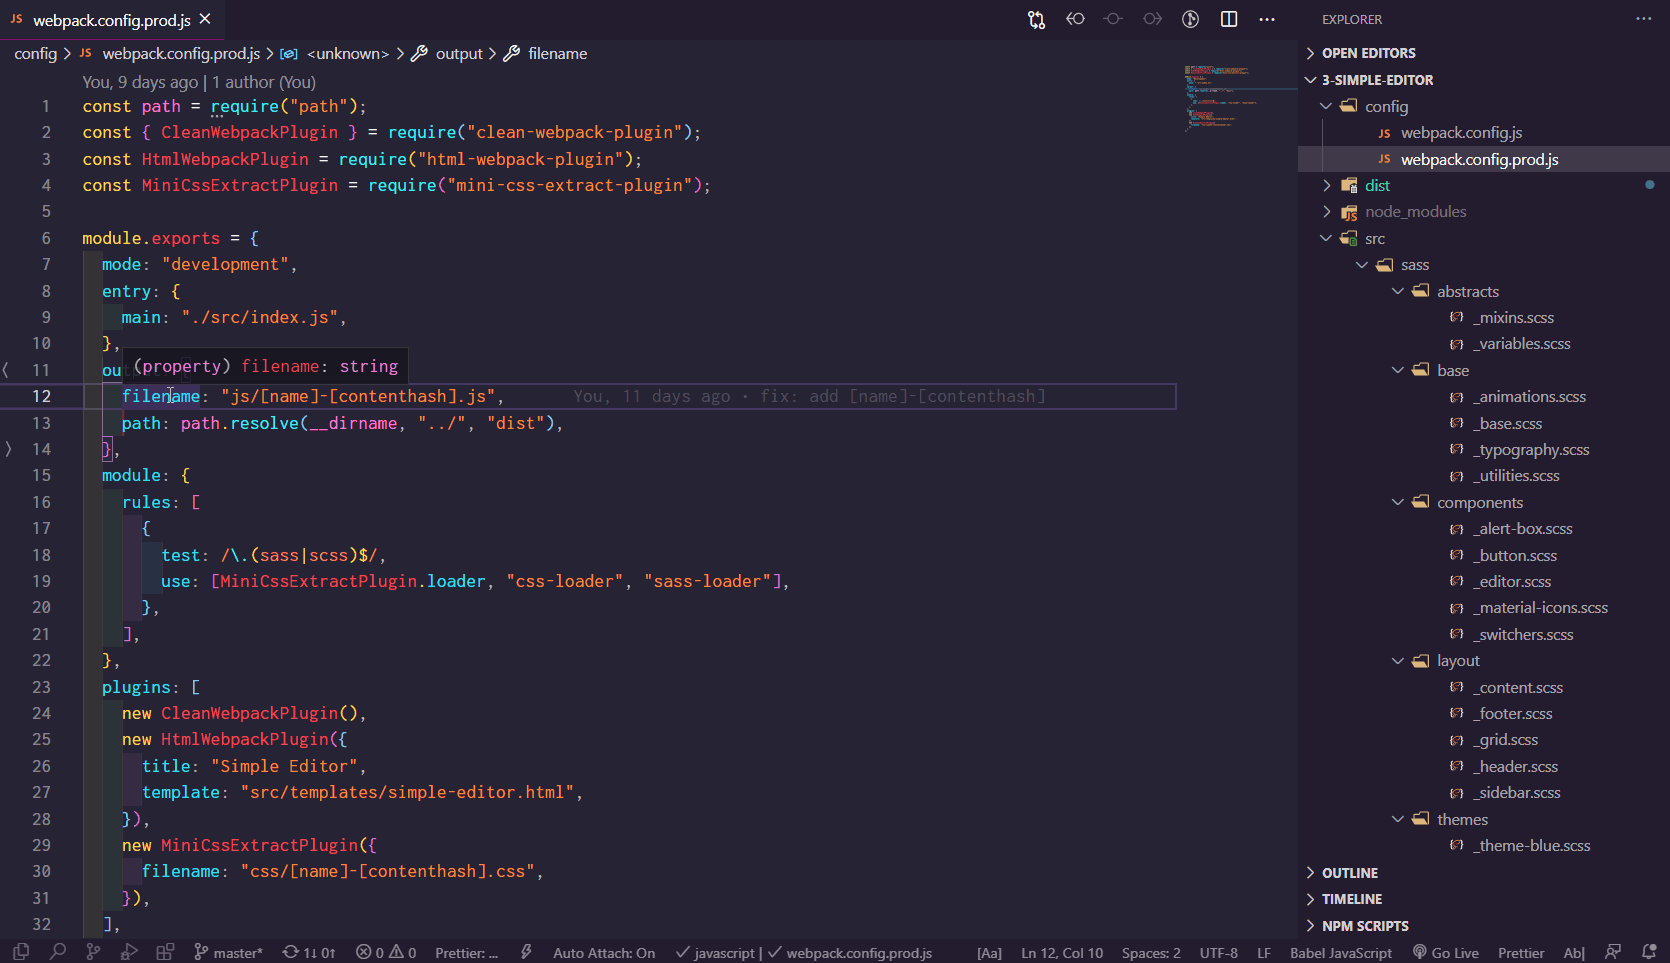 JS webpack.config.prod.js
config > JS webpack.config.prod.js > <unknown> > output > filename
You, 9 days ago | 1 author (You)
1 const path = require("path");
2 const { CleanWebpackPlugin } = require("clean-webpack-plugin");
3 const HtmlWebpackPlugin = require("html-webpack-plugin");
4 const MiniCssExtractPlugin = require("mini-css-extract-plugin");
5
6 module.exports = {
7 mode: "development",
8 entry: {
9 main: "./src/index.js",
10 },
(property) filename: string
11 ou
12 filename: "js/[name]-[contenthash].js", You, 11 days ago • fix: add [name]-[contenthash]
13 path: path.resolve(__dirname, "../", "dist"),
14 },
15 module: {
16 rules: [
17 {
18 test: /\.(sass|scss)$/,
19 use: [MiniCssExtractPlugin.loader, "css-loader", "sass-loader"],
20 },
21 ],
22 },
23 plugins: [
24 new CleanWebpackPlugin(),
25 new HtmlWebpackPlugin({
26 title: "Simple Editor",
27 template: "src/templates/simple-editor.html",
28 }),
29 new MiniCssExtractPlugin({
30 filename: "css/[name]-[contenthash].css",
31 }),
32 ],
EXPLORER
OPEN EDITORS
3-SIMPLE-EDITOR
config
JS webpack.config.js
JS webpack.config.prod.js
dist
node_modules
src
sass
abstracts
_mixins.scss
_variables.scss
base
_animations.scss
_base.scss
_typography.scss
_utilities.scss
components
_alert-box.scss
_button.scss
_editor.scss
_material-icons.scss
_switchers.scss
layout
_content.scss
_footer.scss
_grid.scss
_header.scss
_sidebar.scss
themes
_theme-blue.scss
OUTLINE
TIMELINE
NPM SCRIPTS
master* 1↓ 0↑ 0 0 Prettier: ... Auto Attach: On javascript | webpack.config.prod.js [Aa] Ln 12, Col 10 Spaces: 2 UTF-8 LF Babel JavaScript Go Live Prettier Ab|